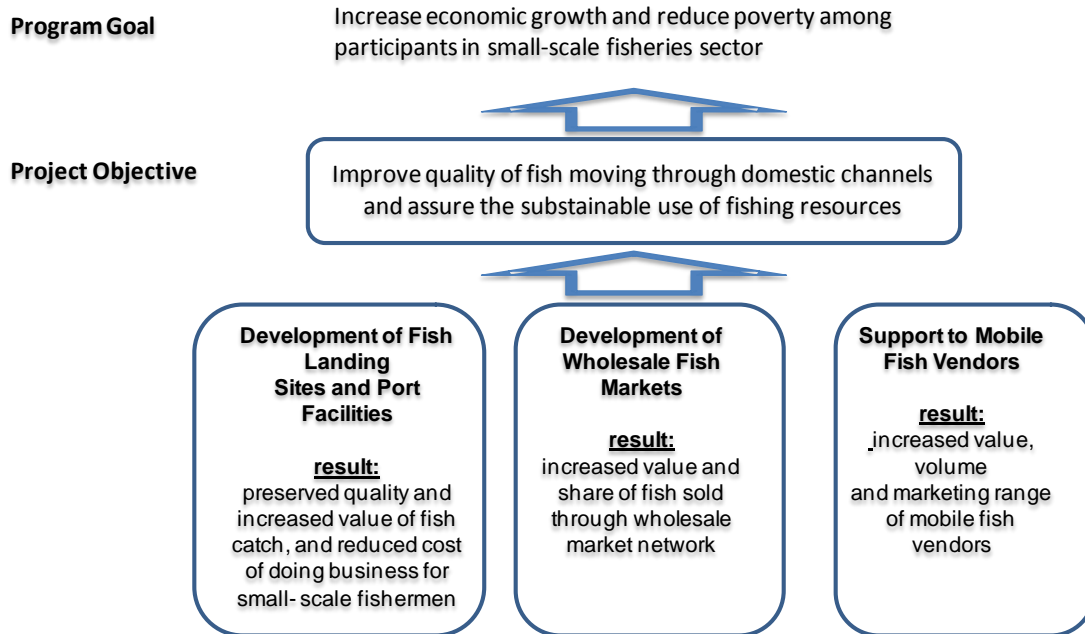 Program Goal
Increase economic growth and reduce poverty among
participants in small-scale fisheries sector
Project Objective
Improve quality of fish moving through domestic channels
and assure the substainable use of fishing resources
Development of Fish
Landing
Sites and Port
Facilities
result:
preserved quality and
increased value of fish
catch, and reduced cost
of doing business for
small- scale fishermen
Development of
Wholesale Fish
Markets
result:
increased value and
share of fish sold
through wholesale
market network
Support to Mobile
Fish Vendors
result:
increased value,
volume
and marketing range
of mobile fish
vendors